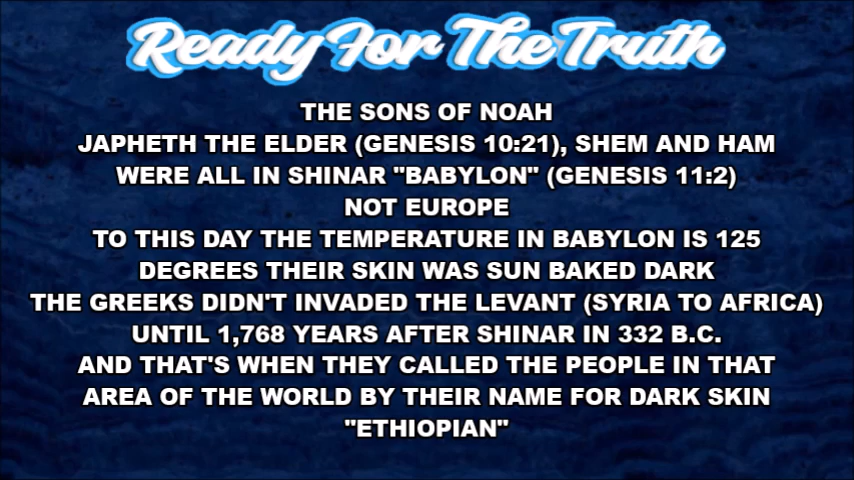 Ready For The Truth
THE SONS OF NOAH
JAPHETH THE ELDER (GENESIS 10:21), SHEM AND HAM
WERE ALL IN SHINAR "BABYLON" (GENESIS 11:2)
NOT EUROPE
TO THIS DAY THE TEMPERATURE IN BABYLON IS 125
DEGREES THEIR SKIN WAS SUN BAKED DARK
THE GREEKS DIDN'T INVADED THE LEVANT (SYRIA TO AFRICA)
UNTIL 1,768 YEARS AFTER SHINAR IN 332 B.C.
AND THAT'S WHEN THEY CALLED THE PEOPLE IN THAT
AREA OF THE WORLD BY THEIR NAME FOR DARK SKIN
"ETHIOPIAN"